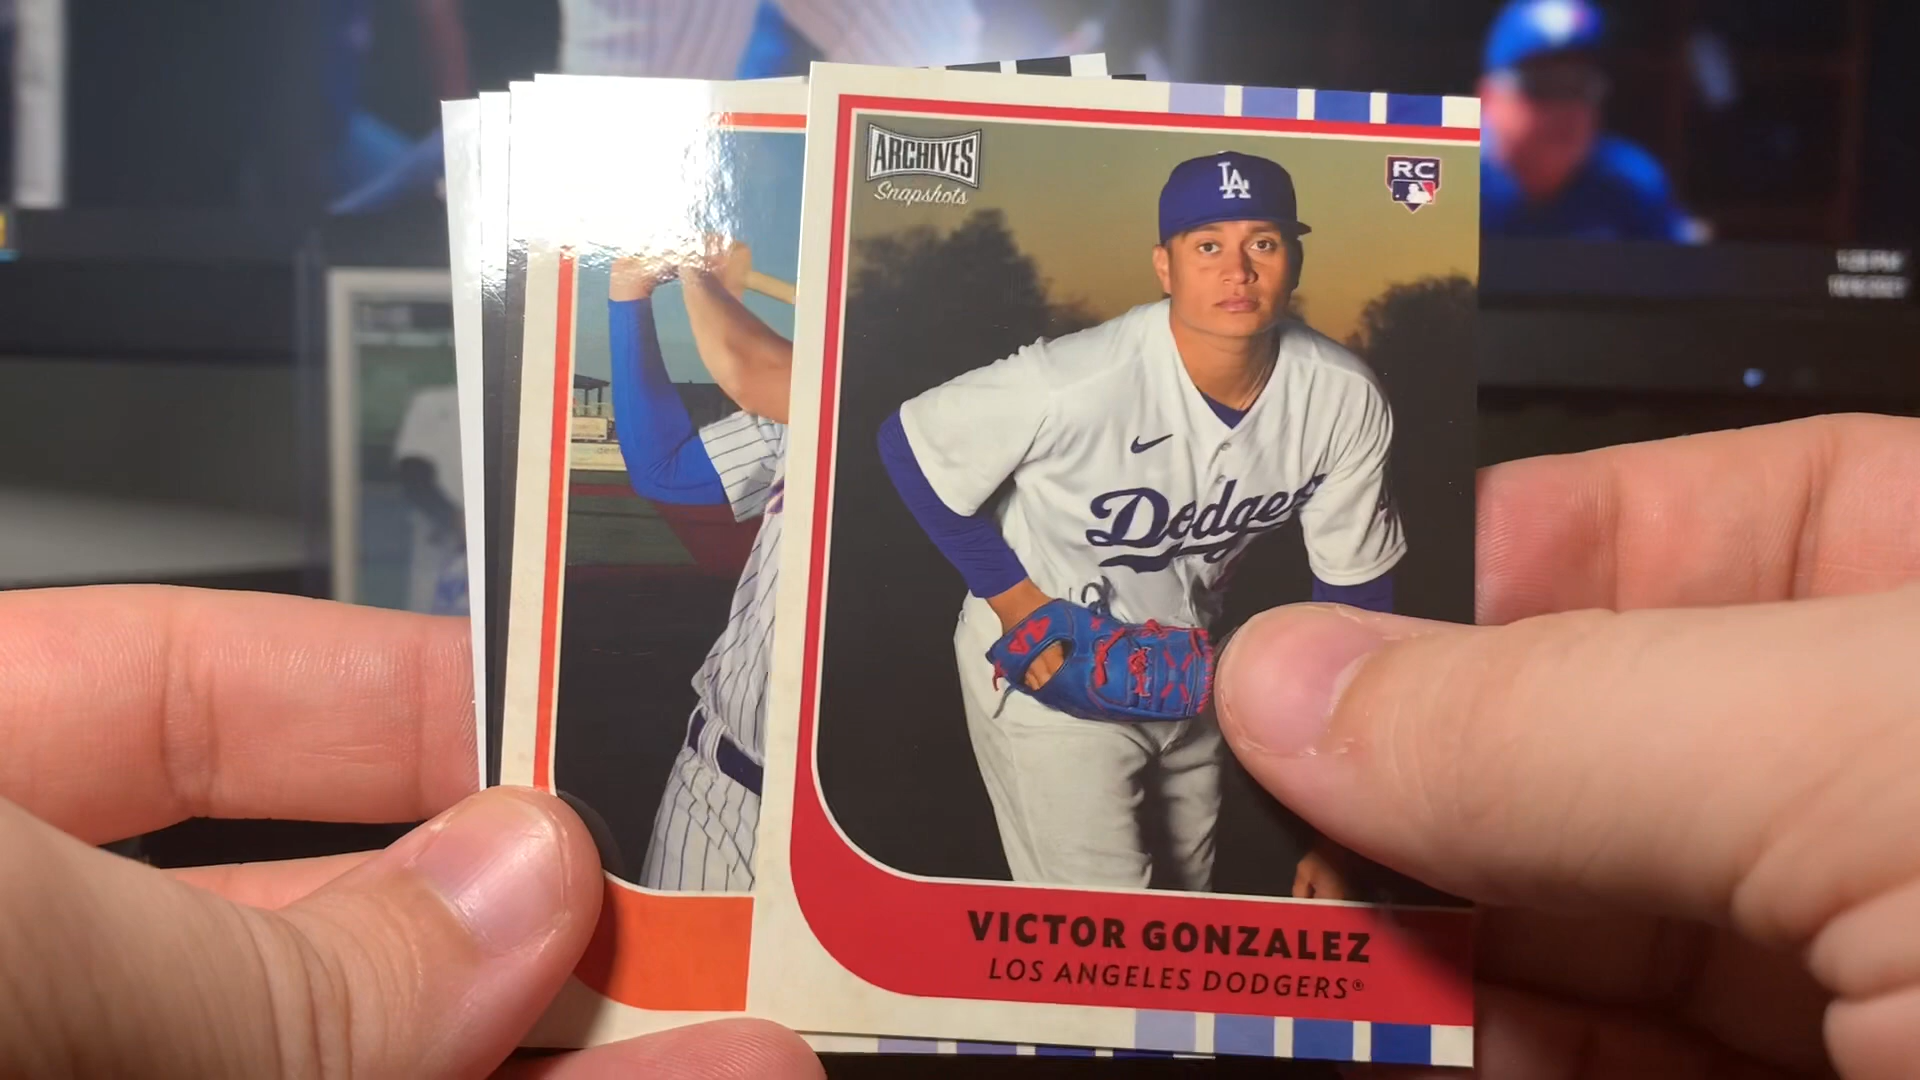 ARCHIVES
Snapshots
RC
LA
Dodgers
VICTOR GONZALEZ
LOS ANGELES DODGERS®